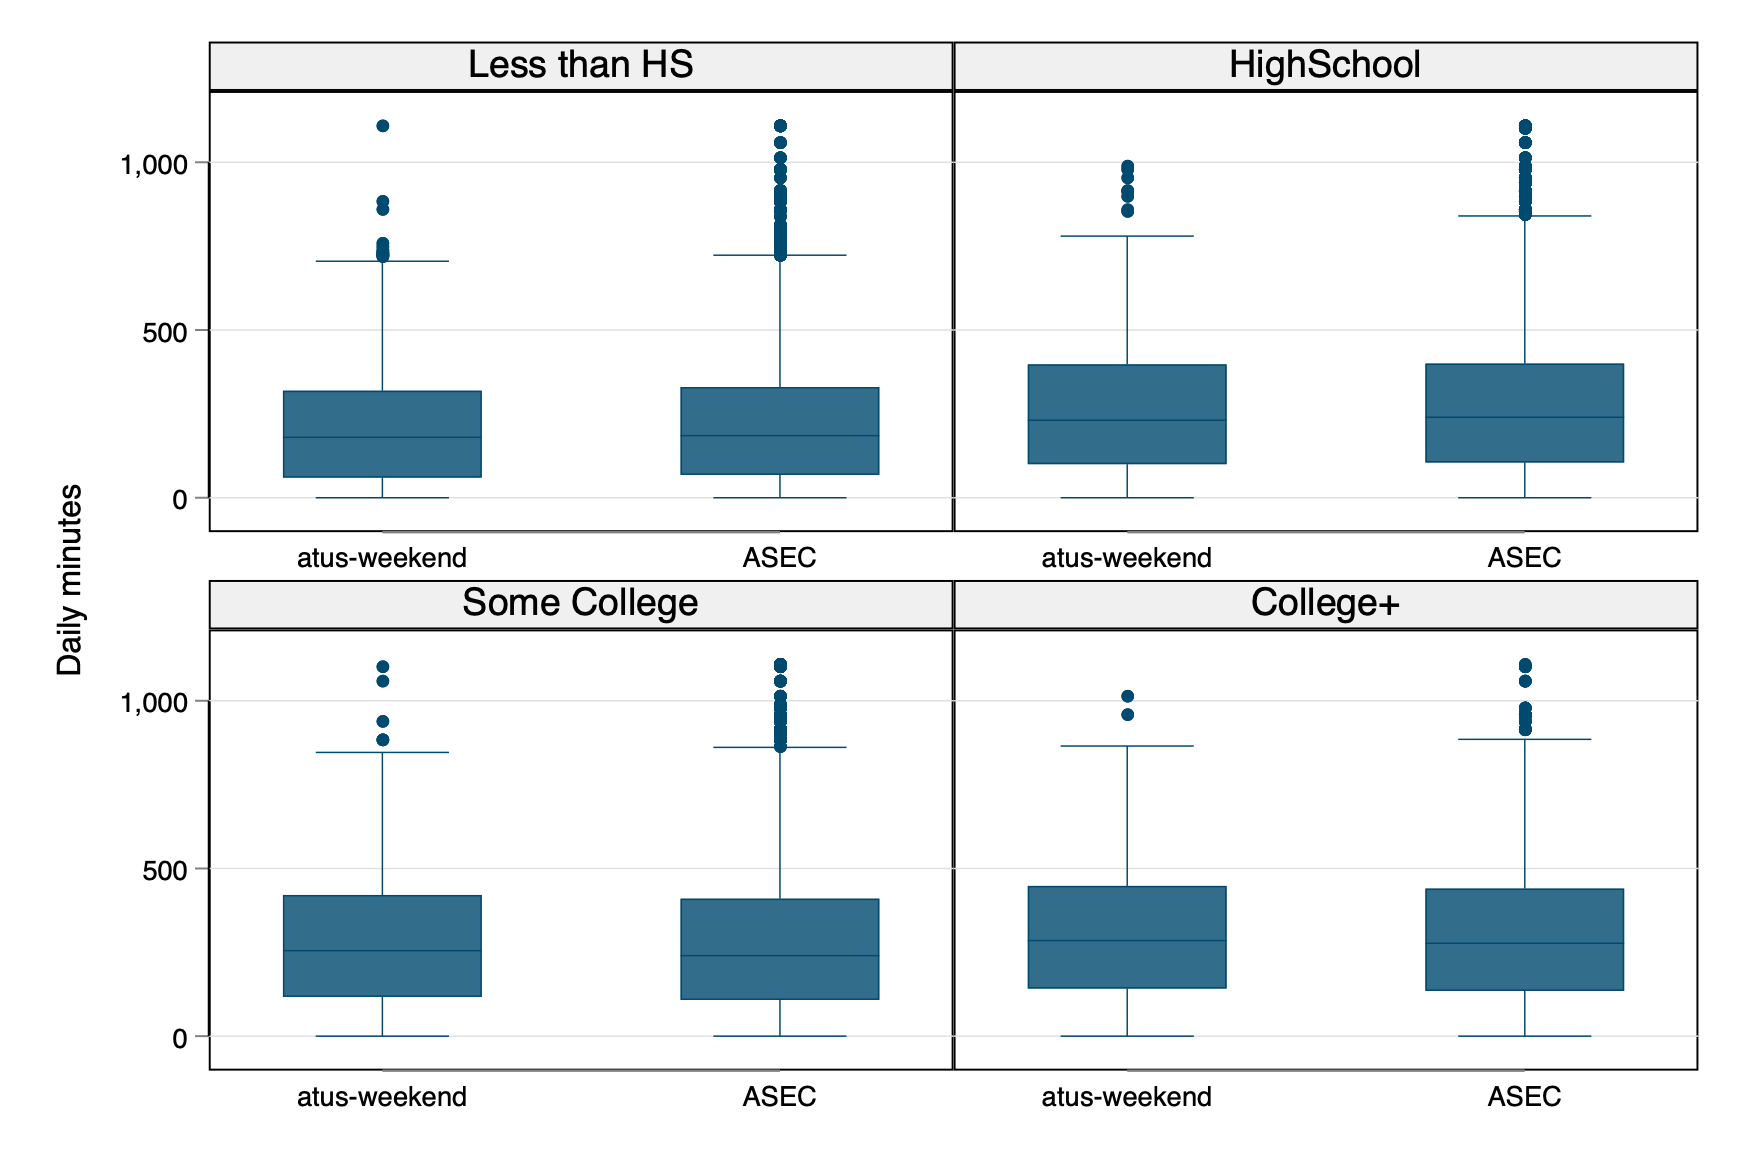 Less than HS
HighSchool
1,000
500
0
atus-weekend
ASEC
atus-weekend
ASEC
Daily minutes
Some College
College+
1,000
500
0
atus-weekend
ASEC
atus-weekend
ASEC